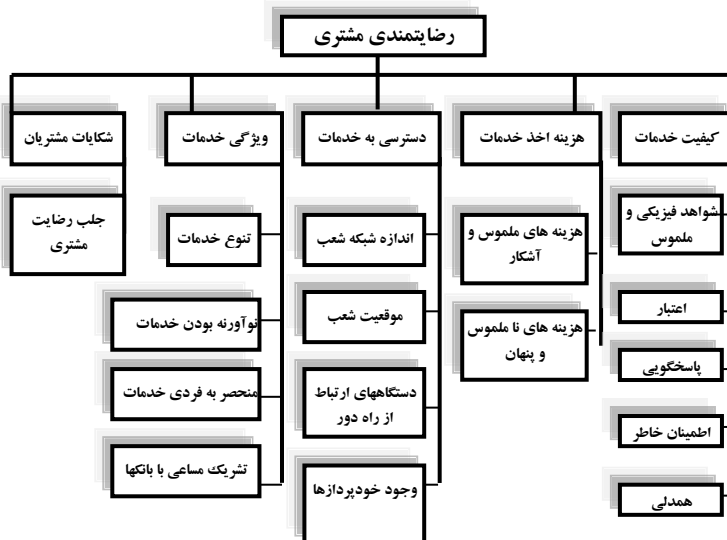 رضایتمندی مشتری
کیفیت خدمات
شواهد فیزیکی و
ملموس
اعتبار
پاسخگویی
اطمینان خاطر
همدلی
هزینه اخذ خدمات
هزینه های ملموس و
آشکار
هزینه های نا ملموس
و پنهان
دسترسی به خدمات
اندازه شبکه شعب
موقعیت شعب
دستگاههای ارتباط
از راه دور
وجود خودپردازها
ویژگی خدمات
تنوع خدمات
نوآورنه بودن خدمات
منحصر به فردی خدمات
تشریک مساعی با بانکها
شکایات مشتریان
جلب رضایت
مشتری